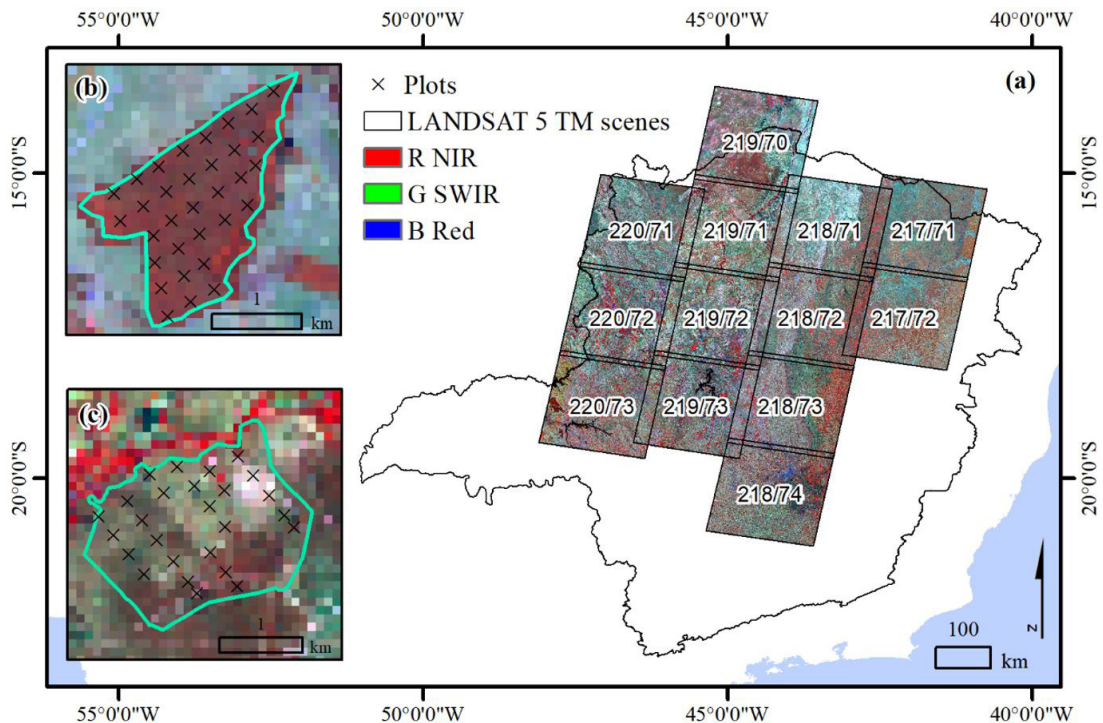 55°0'0"W 50°0'0"W 45°0'0"W 40°0'0"W
(b)
(a)
× Plots
LANDSAT 5 TM scenes
R NIR
G SWIR
B Red
1
km
15°0'0"S
15°0'0"S
219/70
220/71 219/71 218/71 217/71
220/72 219/72 218/72 217/72
220/73 219/73 218/73
218/74
(c)
1
km
20°0'0"S
20°0'0"S
N
100
km
55°0'0"W 50°0'0"W 45°0'0"W 40°0'0"W